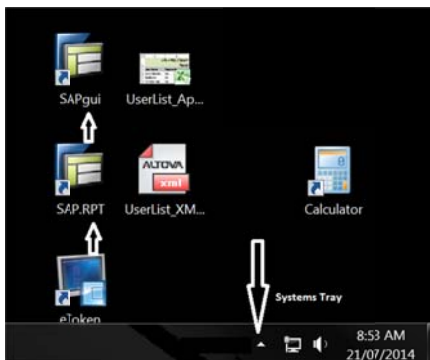 SAPgui
UserList_Ap...
ALTOVA
xml
SAP.RPT
UserList_XM...
Calculator
eToken
Systems Tray
8:53 AM
21/07/2014